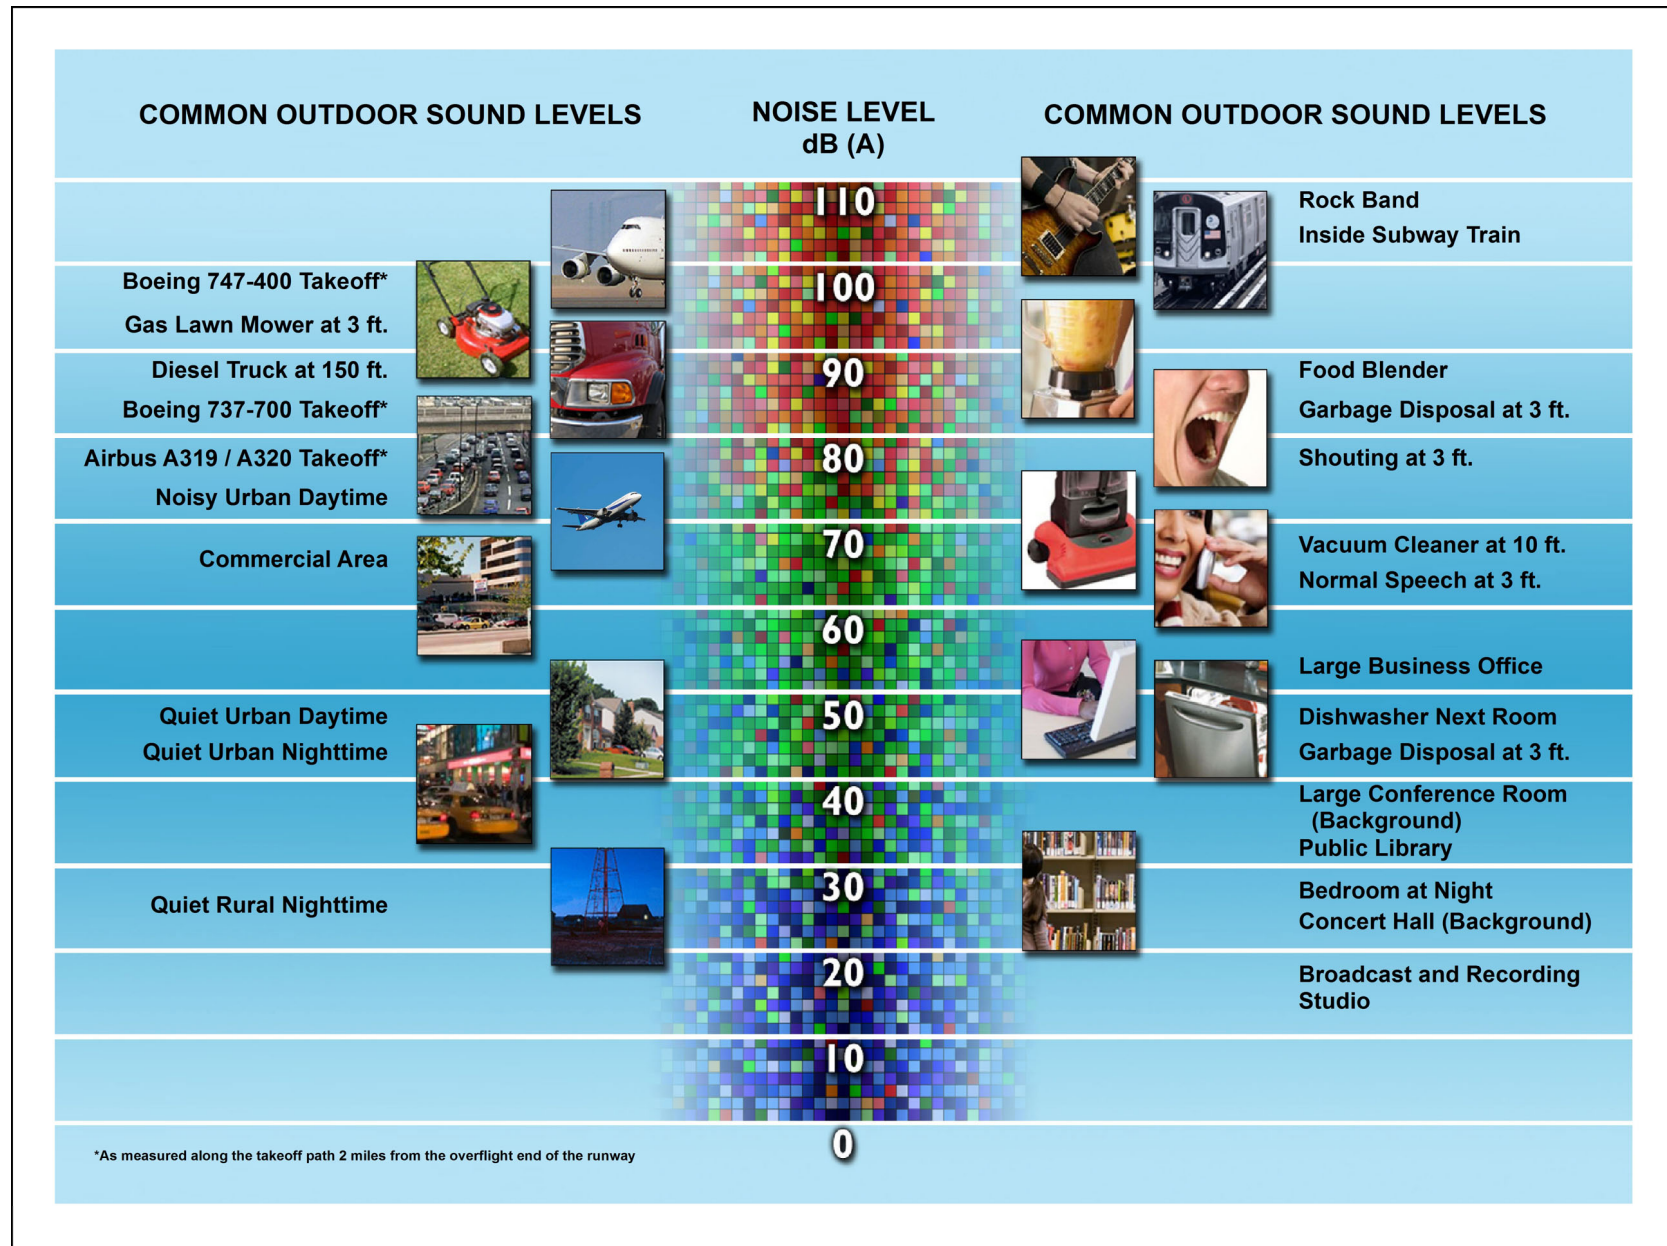 COMMON OUTDOOR SOUND LEVELS
NOISE LEVEL
dB (A)
COMMON OUTDOOR SOUND LEVELS
110
Rock Band
Inside Subway Train
Boeing 747-400 Takeoff*
Gas Lawn Mower at 3 ft.
100
Diesel Truck at 150 ft.
Boeing 737-700 Takeoff*
90
Food Blender
Garbage Disposal at 3 ft.
Airbus A319 / A320 Takeoff*
Noisy Urban Daytime
80
Shouting at 3 ft.
Commercial Area
70
Vacuum Cleaner at 10 ft.
Normal Speech at 3 ft.
60
Large Business Office
Quiet Urban Daytime
Quiet Urban Nighttime
50
Dishwasher Next Room
Garbage Disposal at 3 ft.
40
Large Conference Room
(Background)
Public Library
Quiet Rural Nighttime
30
Bedroom at Night
Concert Hall (Background)
20
Broadcast and Recording
Studio
10
0
*As measured along the takeoff path 2 miles from the overflight end of the runway